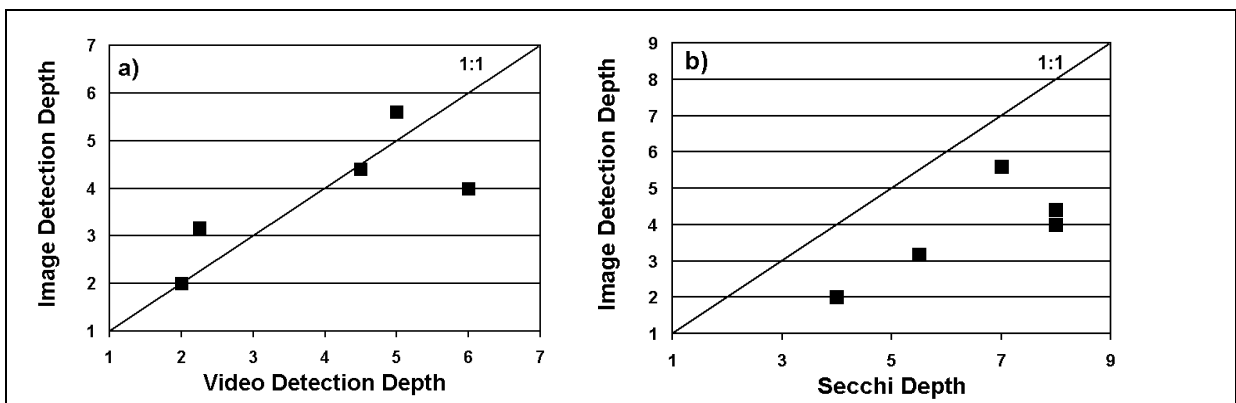 a)
1:1
Image Detection Depth
7
6
5
4
3
2
1
1 2 3 4 5 6 7
Video Detection Depth
b)
1:1
Image Detection Depth
9
8
7
6
5
4
3
2
1
1 3 5 7 9
Secchi Depth